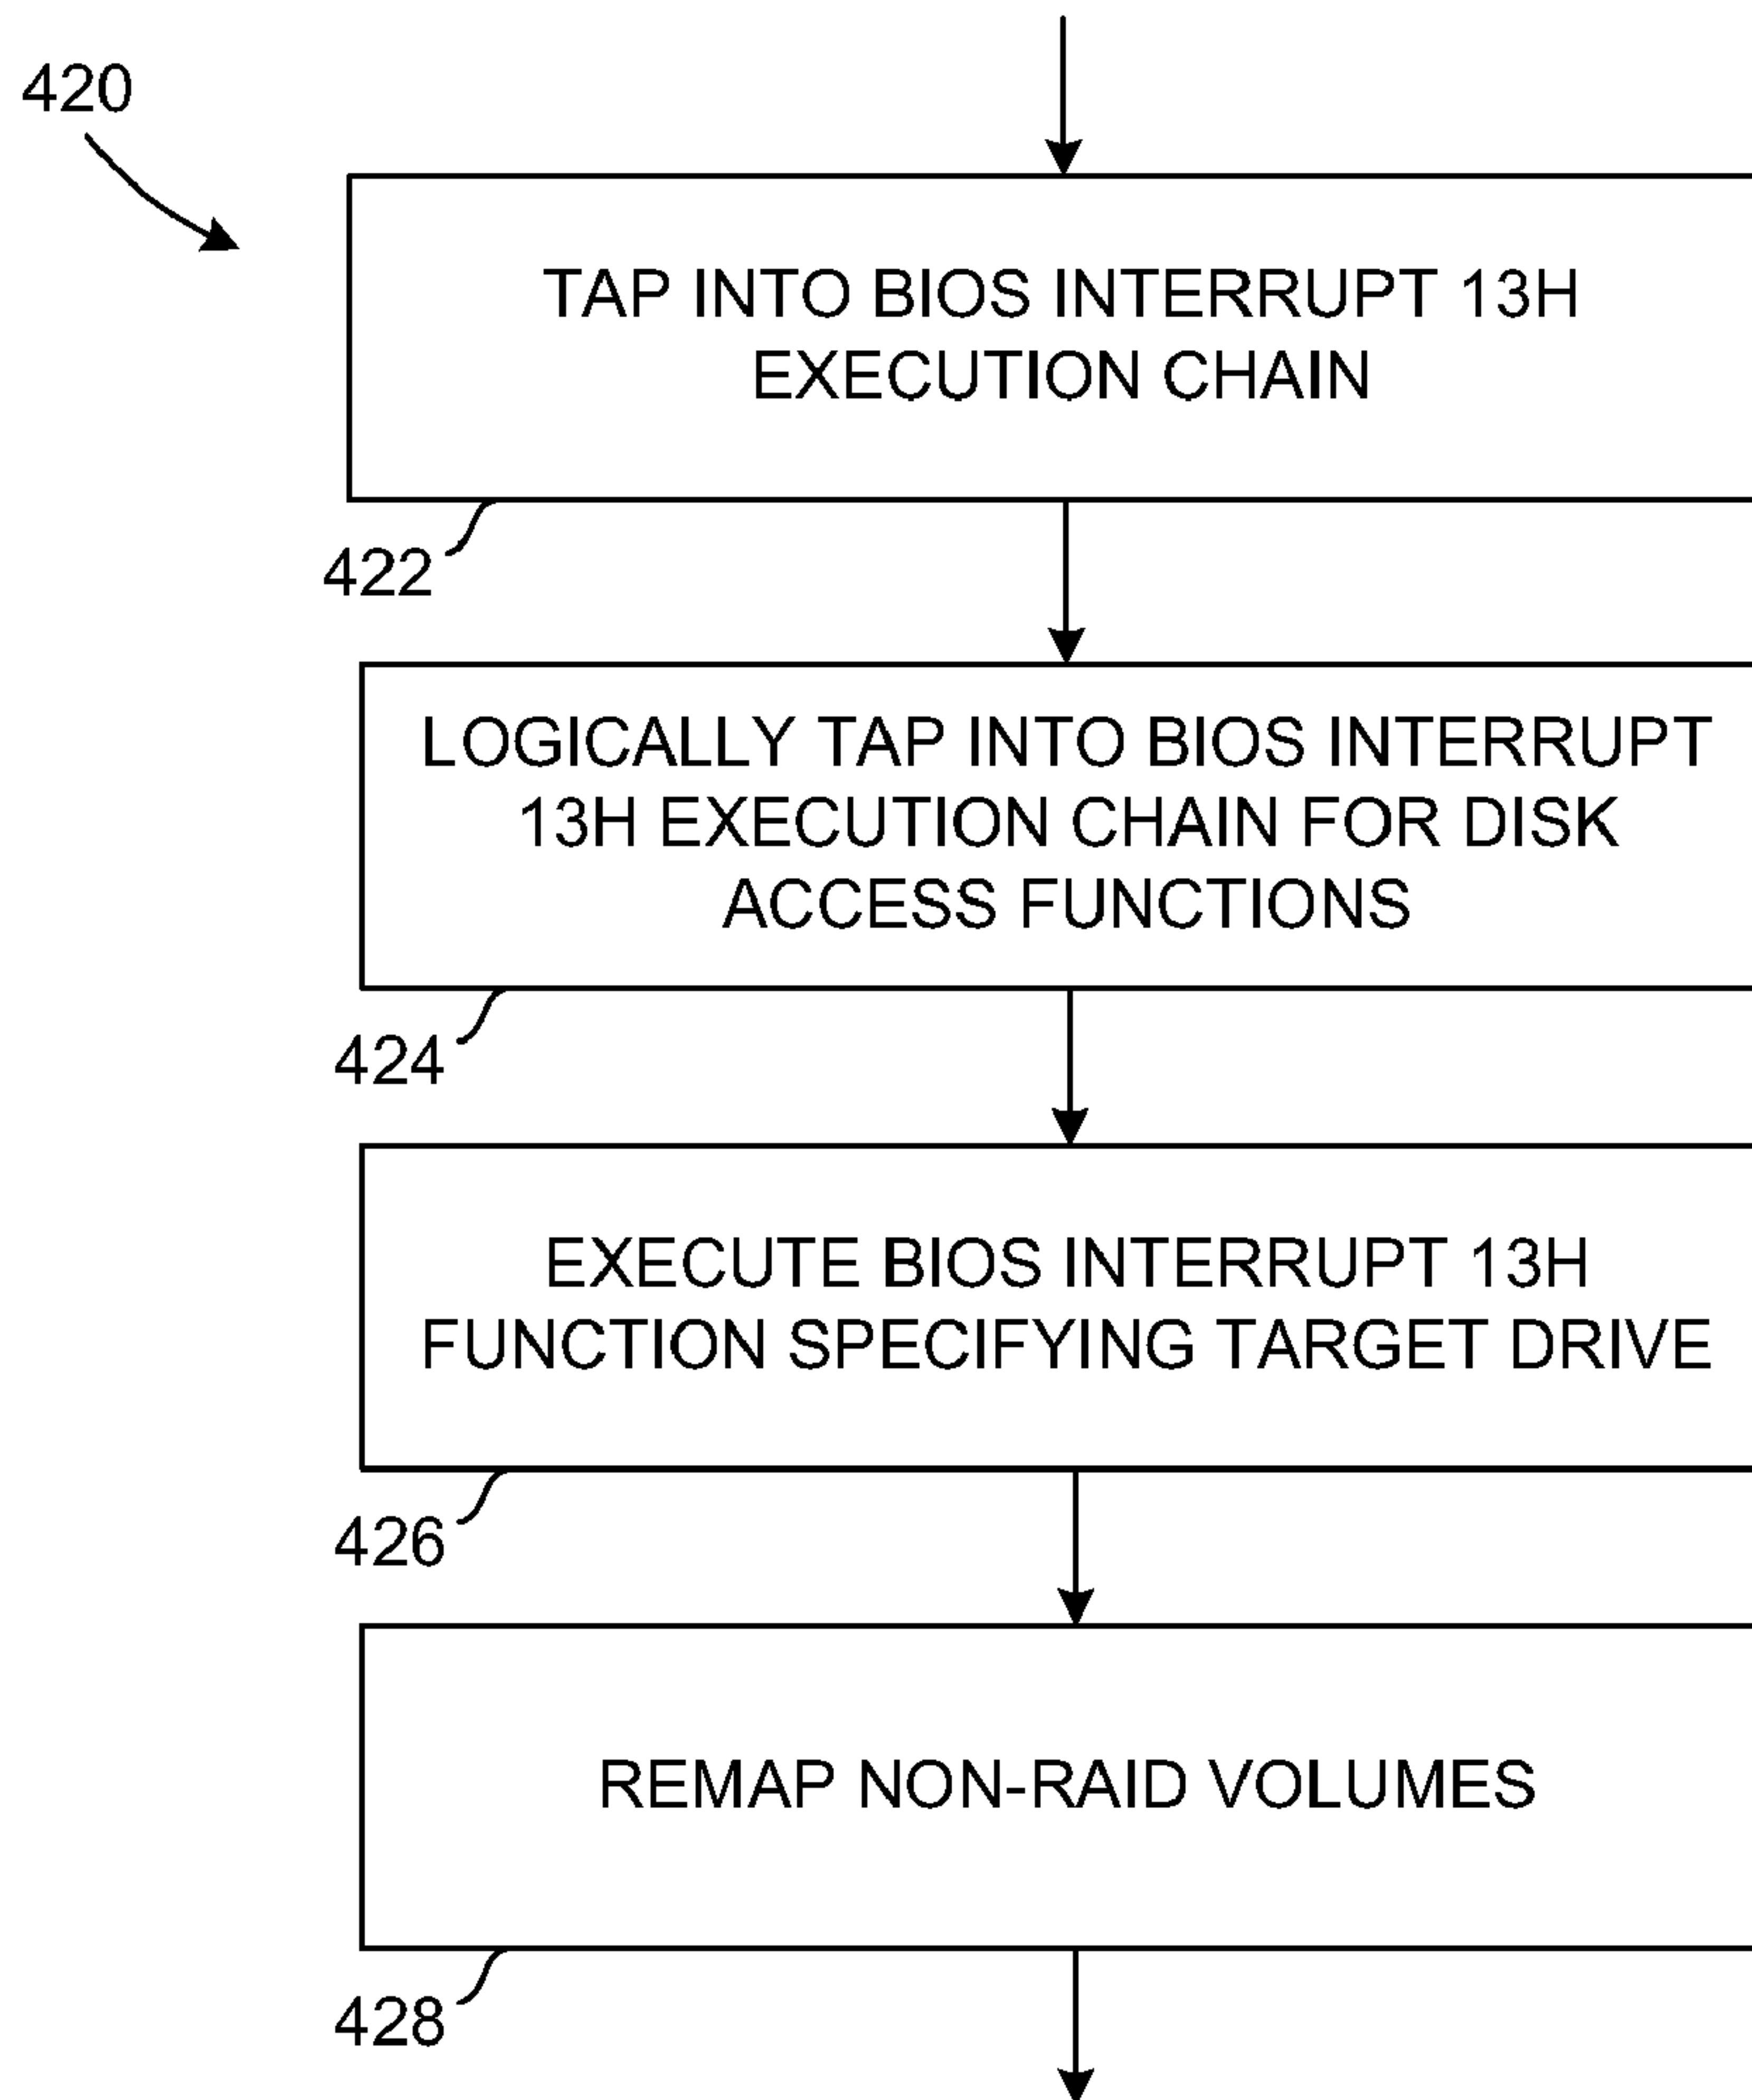 420
TAP INTO BIOS INTERRUPT 13H
EXECUTION CHAIN
422
LOGICALLY TAP INTO BIOS INTERRUPT
13H EXECUTION CHAIN FOR DISK
ACCESS FUNCTIONS
424
EXECUTE BIOS INTERRUPT 13H
FUNCTION SPECIFYING TARGET DRIVE
426
REMAP NON-RAID VOLUMES
428